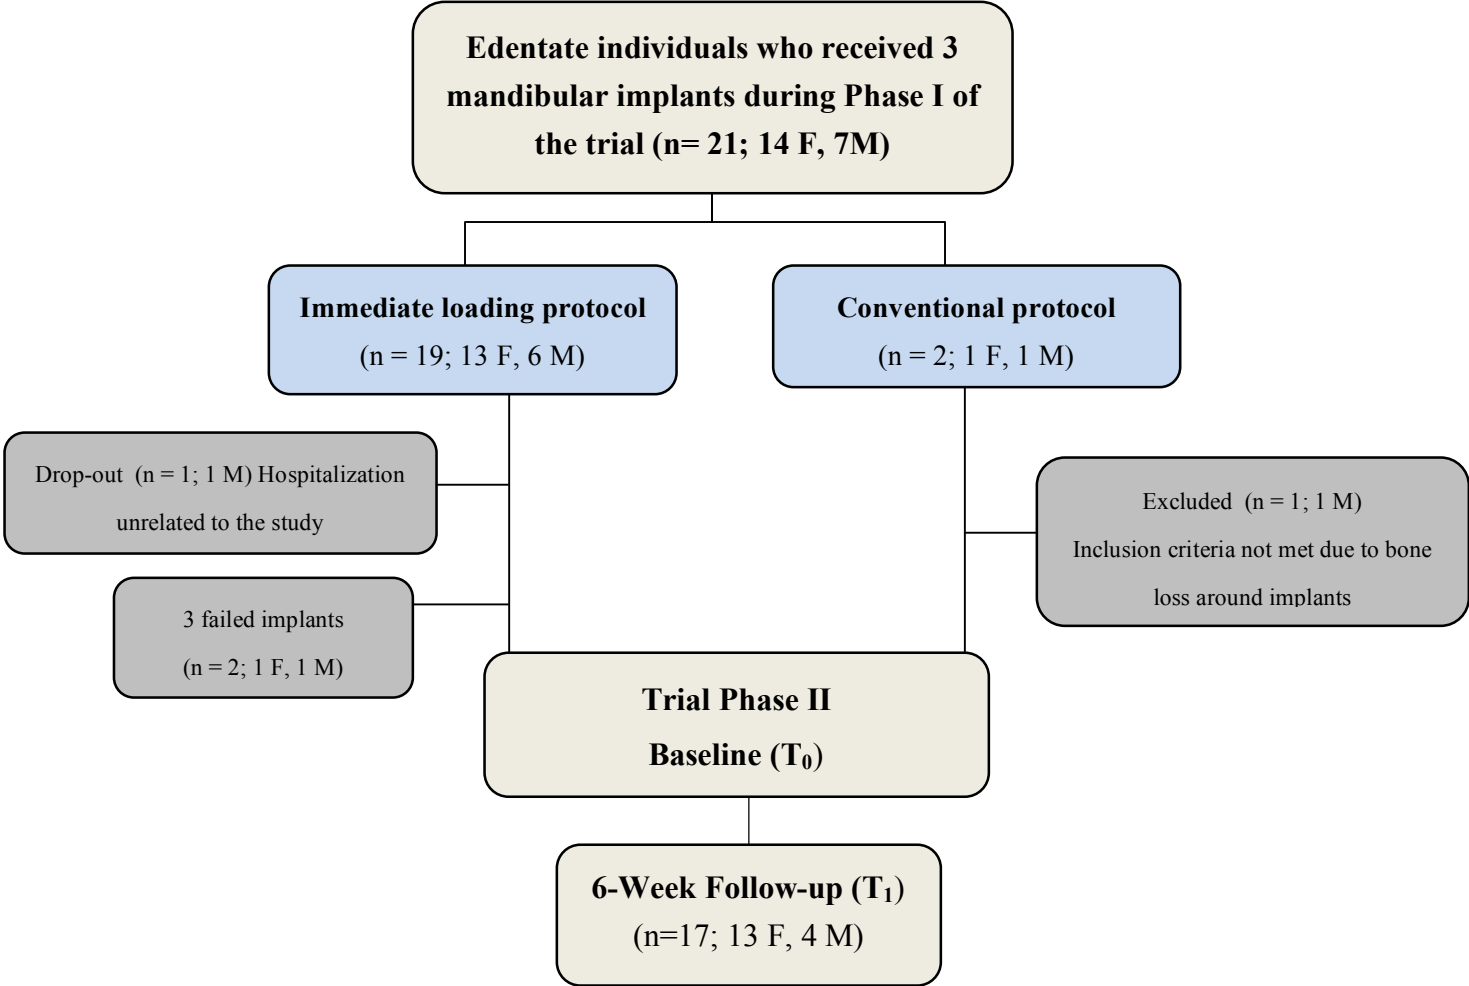 Edentate individuals who received 3
mandibular implants during Phase I of
the trial (n= 21; 14 F, 7M)
Immediate loading protocol
(n = 19; 13 F, 6 M)
Conventional protocol
(n = 2; 1 F, 1 M)
Drop-out  (n = 1; 1 M) Hospitalization
unrelated to the study
Excluded  (n = 1; 1 M)
Inclusion criteria not met due to bone
loss around implants
3 failed implants
(n = 2; 1 F, 1 M)
Trial Phase II
Baseline (T₀)
6-Week Follow-up (T₁)
(n=17; 13 F, 4 M)